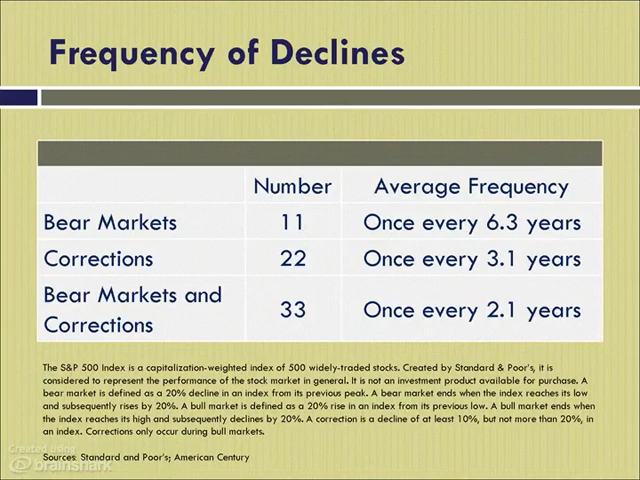 Frequency of Declines
Number Average Frequency
Bear Markets 11 Once every 6.3 years
Corrections 22 Once every 3.1 years
Bear Markets and
Corrections 33 Once every 2.1 years
The S&P 500 Index is a capitalization-weighted index of 500 widely-traded stocks. Created by Standard & Poor's, it is
considered to represent the performance of the stock market in general. It is not an investment product available for purchase. A
bear market is defined as a 20% decline in an index from its previous peak. A bear market ends when the index reaches its low
and subsequently rises by 20%. A bull market is defined as a 20% rise in an index from its previous low. A bull market ends when
the index reaches its high and subsequently declines by 20%. A correction is a decline of at least 10%, but not more than 20%, in
an index. Corrections only occur during bull markets.
Sources: Standard and Poor's; American Century
Created using
brainshark